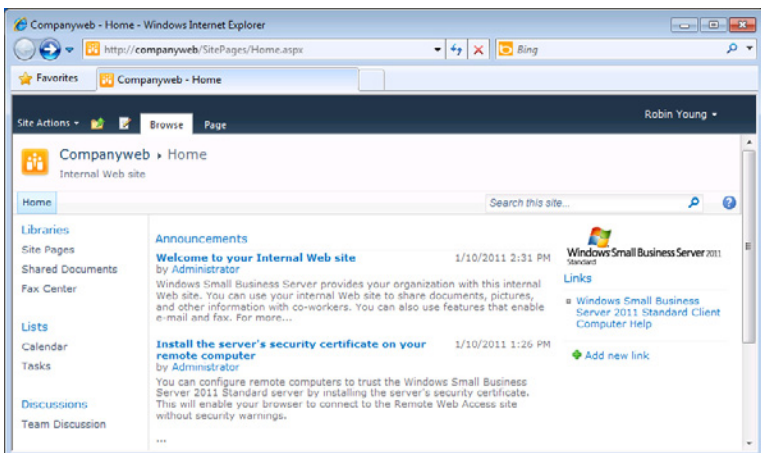 Companyweb - Home - Windows Internet Explorer
http://companyweb/SitePages/Home.aspx
Bing
Favorites
Companyweb - Home
Site Actions
Browse
Page
Robin Young
Companyweb › Home
Internal Web site
Home
Search this site...
Libraries
Site Pages
Shared Documents
Fax Center
Lists
Calendar
Tasks
Discussions
Team Discussion
Announcements
Welcome to your Internal Web site 1/10/2011 2:31 PM
by Administrator
Windows Small Business Server provides your organization with this internal
Web site. You can use your internal Web site to share documents, pictures,
and other information with co-workers. You can also use features that enable
e-mail and fax. For more...
Install the server's security certificate on your 1/10/2011 1:26 PM
remote computer
by Administrator
You can configure remote computers to trust the Windows Small Business
Server 2011 Standard server by installing the server's security certificate.
This will enable your browser to connect to the Remote Web Access site
without security warnings.
...
Windows Small Business Server 2011
Standard
Links
Windows Small Business
Server 2011 Standard Client
Computer Help
Add new link